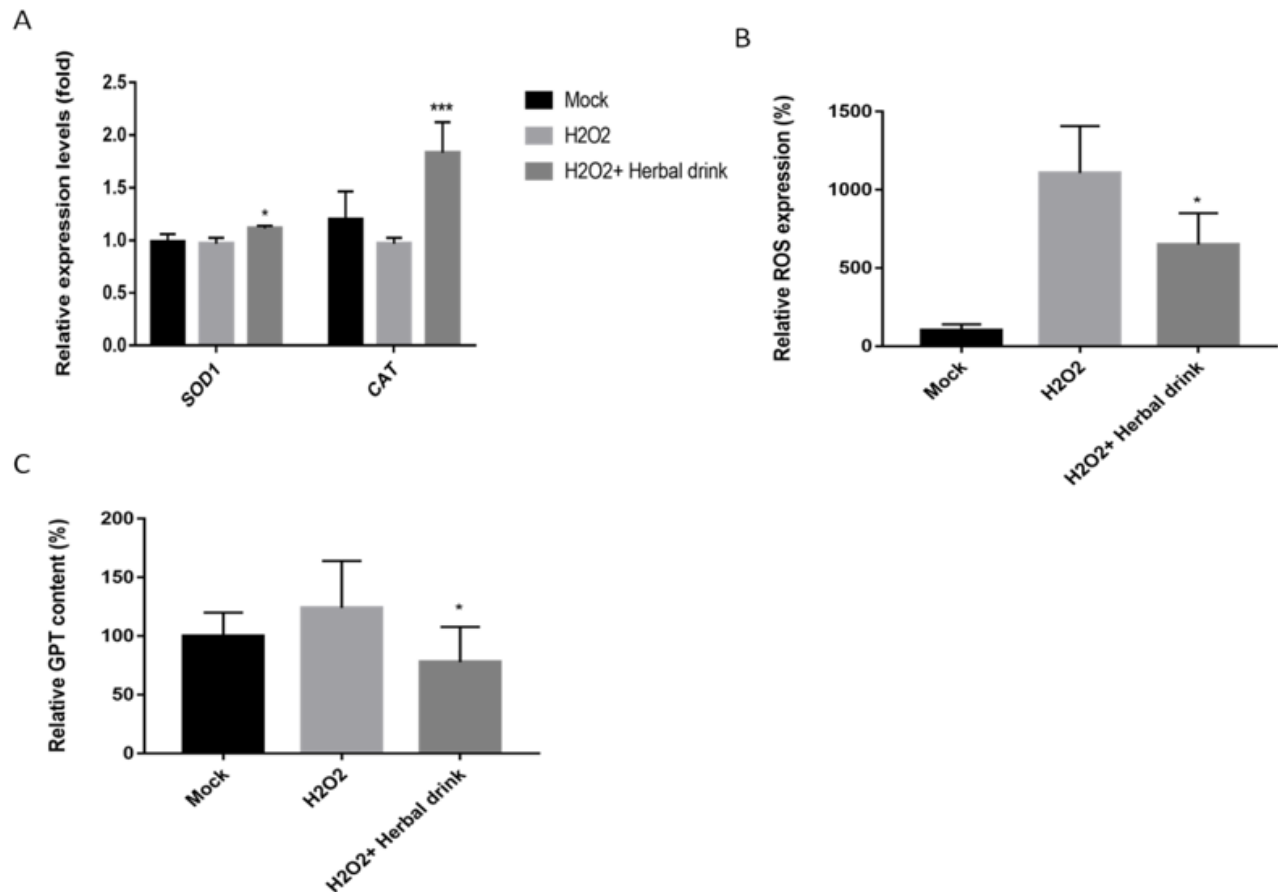 A
Relative expression levels (fold)
2.5
2.0
1.5
1.0
0.5
0.0
*
***
SOD1
CAT
Mock
H2O2
H2O2+ Herbal drink
B
Relative ROS expression (%)
1500
1000
500
0
*
Mock
H2O2
H2O2+ Herbal drink
C
Relative GPT content (%)
200
150
100
50
0
*
Mock
H2O2
H2O2+ Herbal drink